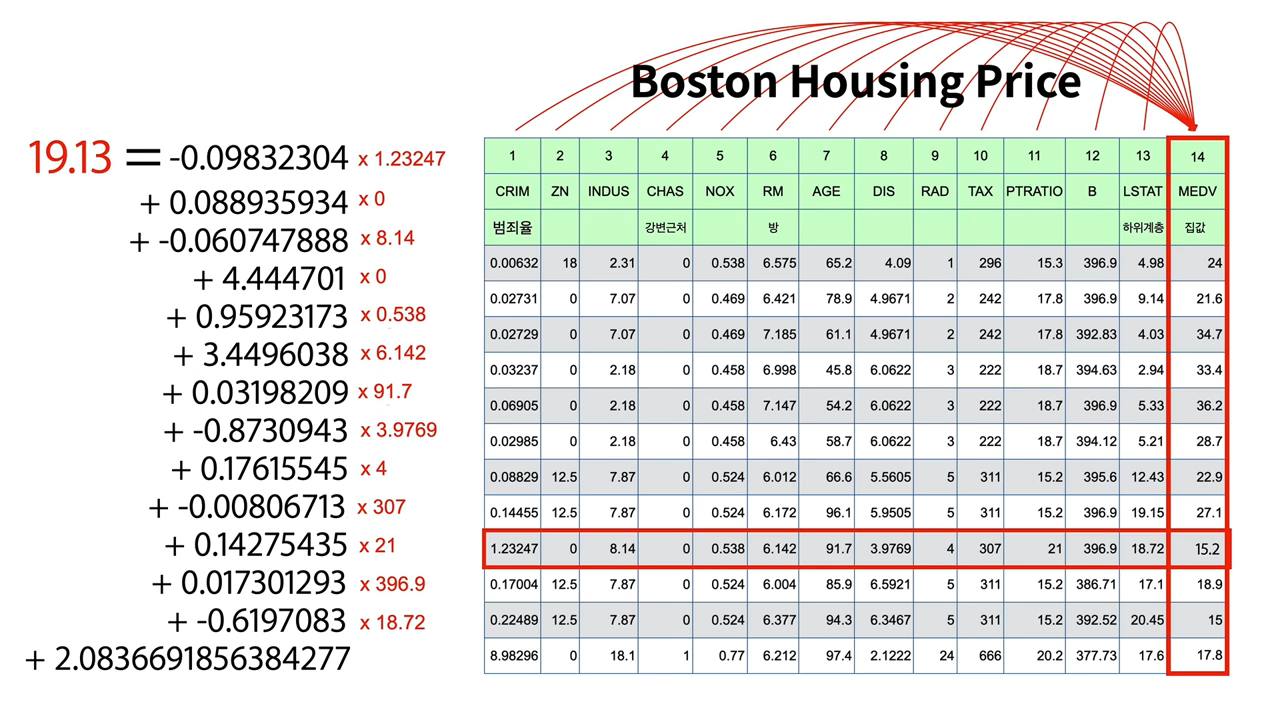 Boston Housing Price
19.13 = -0.09832304 x 1.23247
+ 0.088935934 x 0
+ -0.060747888 x 8.14
+ 4.444701 x 0
+ 0.95923173 x 0.538
+ 3.4496038 x 6.142
+ 0.03198209 x 91.7
+ -0.8730943 x 3.9769
+ 0.17615545 x 4
+ -0.00806713 x 307
+ 0.14275435 x 21
+ 0.017301293 x 396.9
+ -0.6197083 x 18.72
+ 2.0836691856384277
1 2 3 4 5 6 7 8 9 10 11 12 13 14
CRIM ZN INDUS CHAS NOX RM AGE DIS RAD TAX PTRATIO B LSTAT MEDV
범죄율 강변근처 방 하위계층 집값
0.00632 18 2.31 0 0.538 6.575 65.2 4.09 1 296 15.3 396.9 4.98 24
0.02731 0 7.07 0 0.469 6.421 78.9 4.9671 2 242 17.8 396.9 9.14 21.6
0.02729 0 7.07 0 0.469 7.185 61.1 4.9671 2 242 17.8 392.83 4.03 34.7
0.03237 0 2.18 0 0.458 6.998 45.8 6.0622 3 222 18.7 394.63 2.94 33.4
0.06905 0 2.18 0 0.458 7.147 54.2 6.0622 3 222 18.7 396.9 5.33 36.2
0.02985 0 2.18 0 0.458 6.43 58.7 6.0622 3 222 18.7 394.12 5.21 28.7
0.08829 12.5 7.87 0 0.524 6.012 66.6 5.5605 5 311 15.2 395.6 12.43 22.9
0.14455 12.5 7.87 0 0.524 6.172 96.1 5.9505 5 311 15.2 396.9 19.15 27.1
1.23247 0 8.14 0 0.538 6.142 91.7 3.9769 4 307 21 396.9 18.72 15.2
0.17004 12.5 7.87 0 0.524 6.004 85.9 6.5921 5 311 15.2 386.71 17.1 18.9
0.22489 12.5 7.87 0 0.524 6.377 94.3 6.3467 5 311 15.2 392.52 20.45 15
8.98296 0 18.1 1 0.77 6.212 97.4 2.1222 24 666 20.2 377.73 17.6 17.8